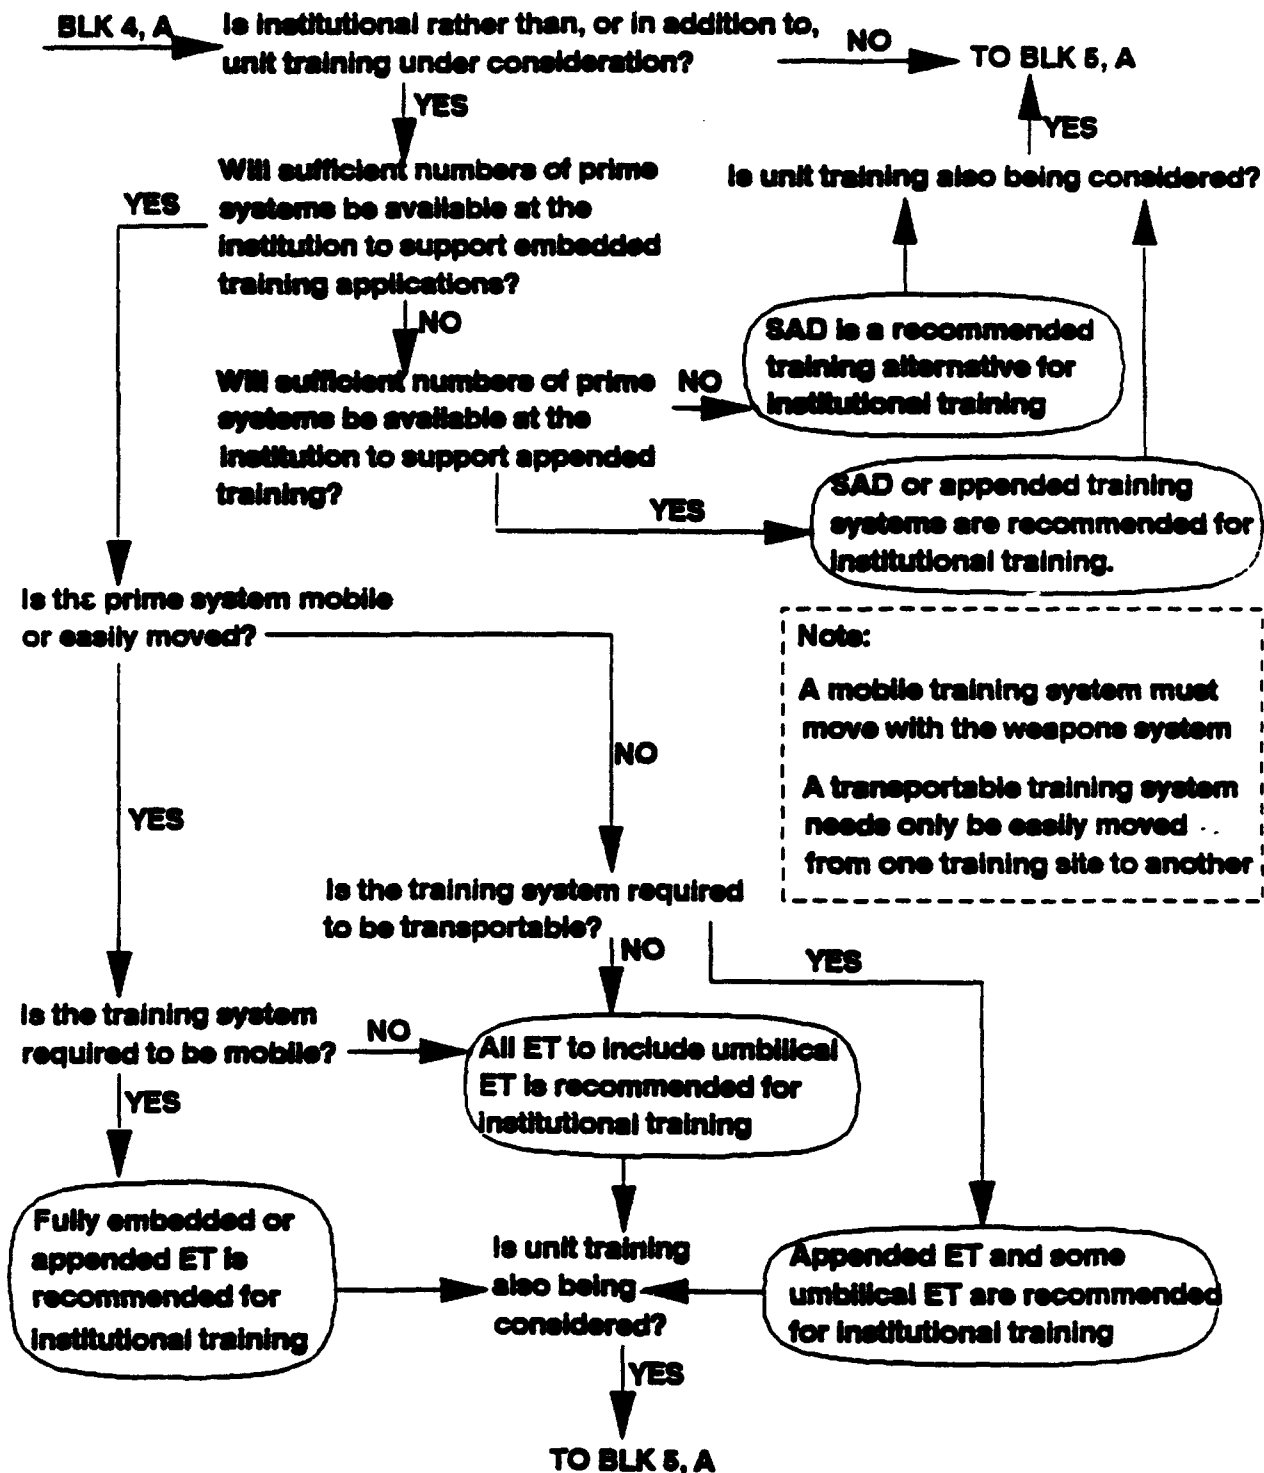 BLK 4, A
Is institutional rather than, or in addition to,
unit training under consideration?
NO
TO BLK 5, A
YES
YES
Is unit training also being considered?
Will sufficient numbers of prime
systems be available at the
institution to support embedded
training applications?
YES
NO
SAD is a recommended
training alternative for
institutional training
Will sufficient numbers of prime
systems be available at the
institution to support appended
training?
NO
YES
SAD or appended training
systems are recommended for
institutional training.
Is the prime system mobile
or easily moved?
Note:
A mobile training system must
move with the weapons system
A transportable training system
needs only be easily moved
from one training site to another
NO
YES
Is the training system required
to be transportable?
NO
YES
Is the training system
required to be mobile?
NO
YES
All ET to include umbilical
ET is recommended for
institutional training
Fully embedded or
appended ET is
recommended for
institutional training
Is unit training
also being
considered?
Appended ET and some
umbilical ET are recommended
for institutional training
YES
TO BLK 5, A